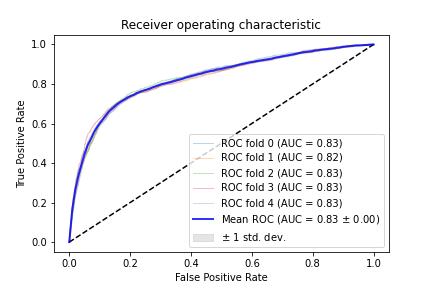 Receiver operating characteristic
True Positive Rate
1.0
0.8
0.6
0.4
0.2
0.0
ROC fold 0 (AUC = 0.83)
ROC fold 1 (AUC = 0.82)
ROC fold 2 (AUC = 0.83)
ROC fold 3 (AUC = 0.83)
ROC fold 4 (AUC = 0.83)
Mean ROC (AUC = 0.83 ± 0.00)
± 1 std. dev.
0.0 0.2 0.4 0.6 0.8 1.0
False Positive Rate